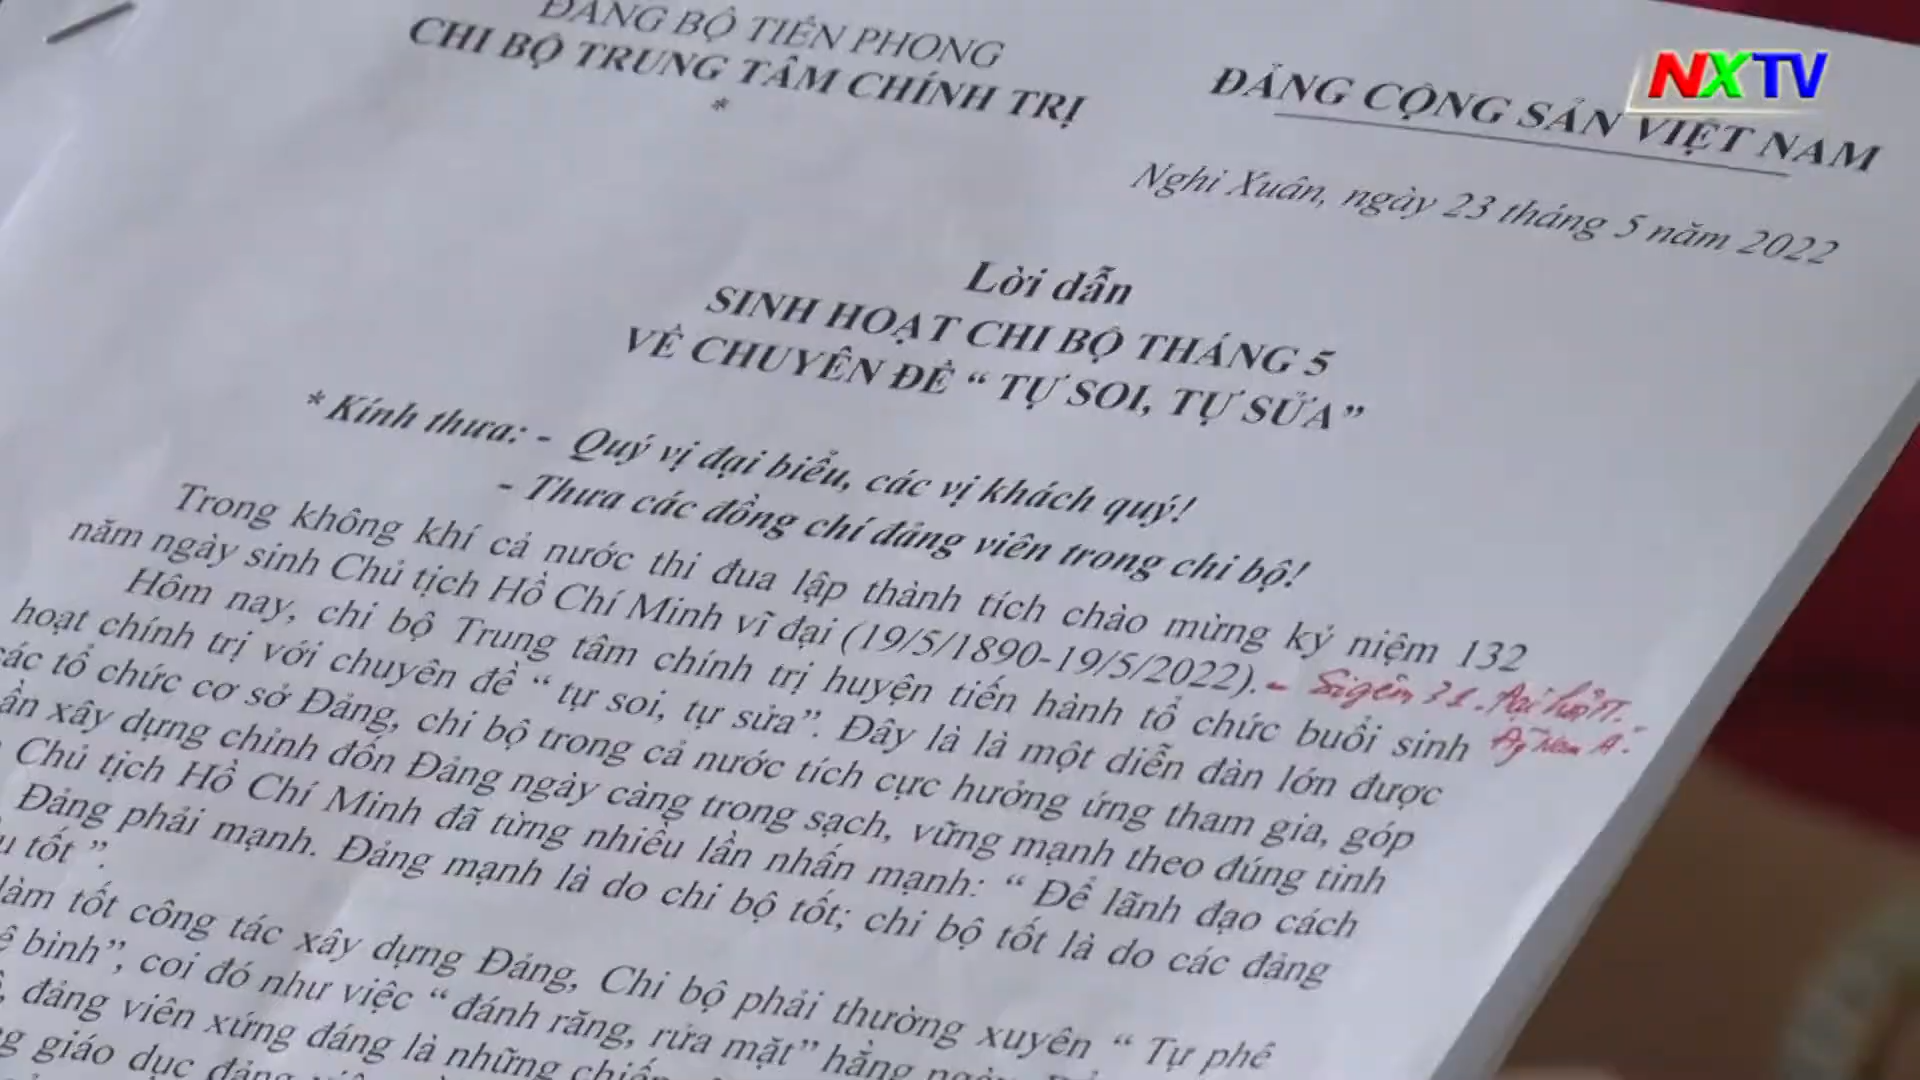 NXTV
ĐẢNG BỘ TIÊN PHONG
CHI BỘ TRUNG TÂM CHÍNH TRỊ
*
ĐẢNG CỘNG SẢN VIỆT NAM
Nghi Xuân, ngày 23 tháng 5 năm 2022
Lời dẫn
SINH HOẠT CHI BỘ THÁNG 5
VỀ CHUYÊN ĐỀ “ TỰ SOI, TỰ SỬA”
* Kính thưa: - Quý vị đại biểu, các vị khách quý!
- Thưa các đồng chí đảng viên trong chi bộ!
Trong không khí cả nước thi đua lập thành tích chào mừng kỷ niệm 132
năm ngày sinh Chủ tịch Hồ Chí Minh vĩ đại (19/5/1890-19/5/2022).
Hôm nay, chi bộ Trung tâm chính trị huyện tiến hành tổ chức buổi sinh
hoạt chính trị với chuyên đề “ tự soi, tự sửa”. Đây là là một diễn đàn lớn được
các tổ chức cơ sở Đảng, chi bộ trong cả nước tích cực hưởng ứng tham gia, góp
xây dựng chỉnh đốn Đảng ngày càng trong sạch, vững mạnh theo đúng tinh
Chủ tịch Hồ Chí Minh đã từng nhiều lần nhấn mạnh: “ Để lãnh đạo cách
Đảng phải mạnh. Đảng mạnh là do chi bộ tốt; chi bộ tốt là do các đảng
tốt ”.
làm tốt công tác xây dựng Đảng, Chi bộ phải thường xuyên “ Tự phê
bình”, coi đó như việc “ đánh răng, rửa mặt” hằng
đảng viên xứng đáng là những
giáo dục